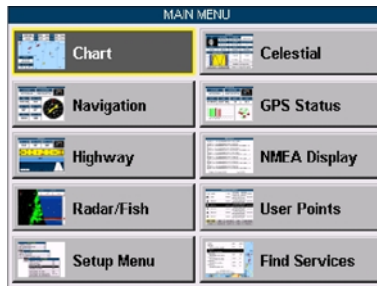 MAIN MENU
Chart
Celestial
Navigation
GPS Status
Highway
NMEA Display
Radar/Fish
User Points
Setup Menu
Find Services